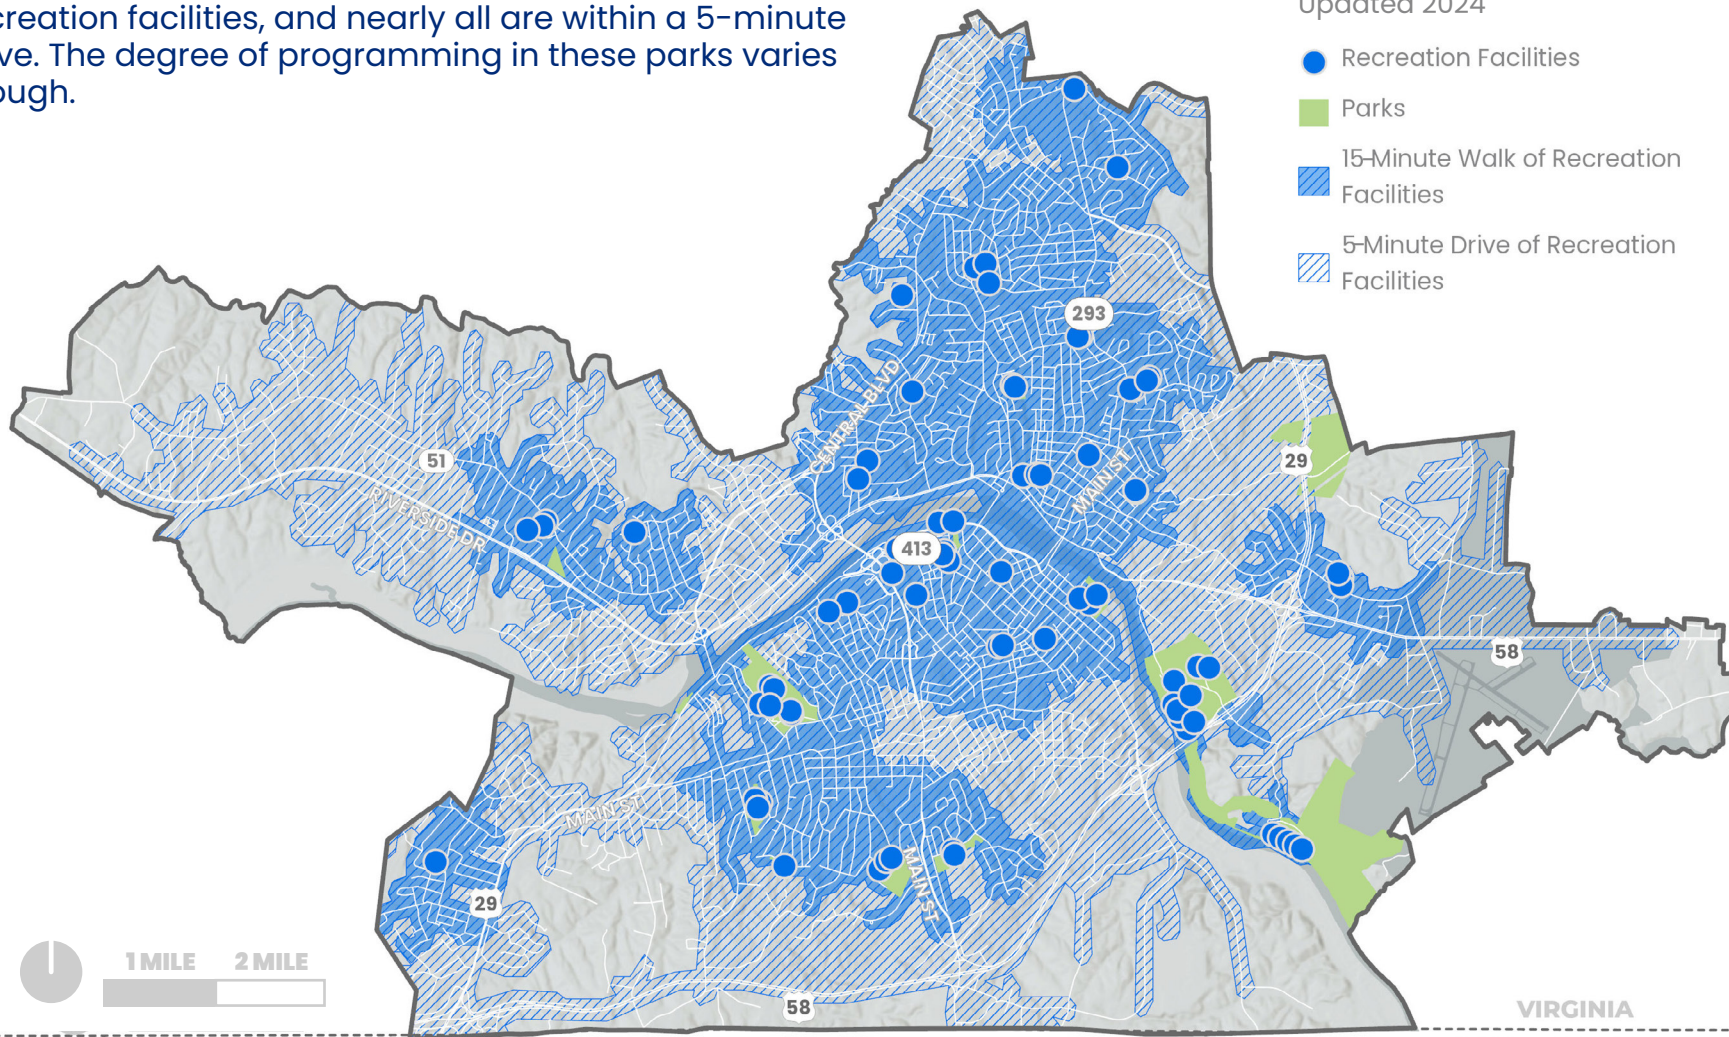 creation facilities, and nearly all are within a 5-minute
ve. The degree of programming in these parks varies
ough.
Updated 2024
Recreation Facilities
Parks
15-Minute Walk of Recreation
Facilities
5-Minute Drive of Recreation
Facilities
293
CENTRAL BLVD
51
29
RIVERSIDE DR
MAIN ST
413
58
MAIN ST
MAIN ST
29
1 MILE 2 MILE
58
VIRGINIA